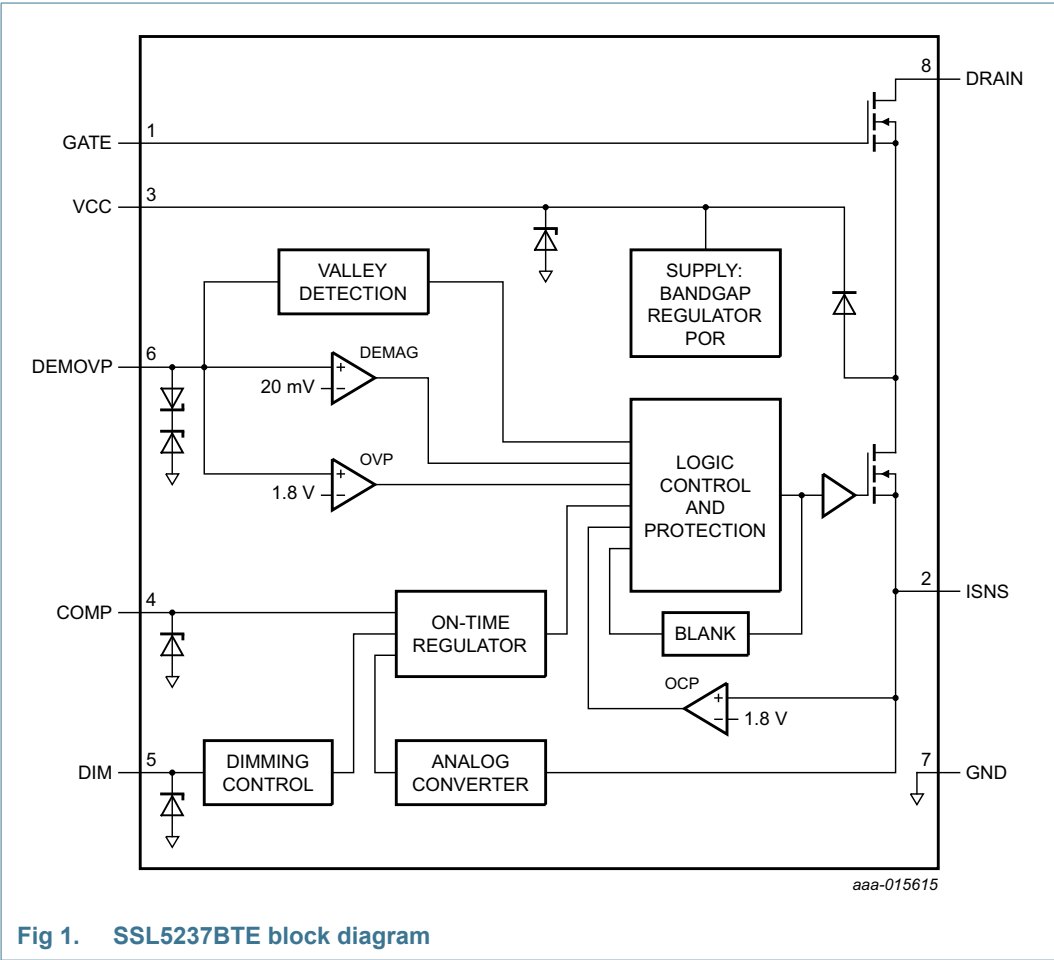 8
DRAIN
1
GATE
3
VCC
VALLEY
DETECTION
SUPPLY:
BANDGAP
REGULATOR
POR
6
DEMOVP
DEMAG
+
20 mV
−
OVP
+
1.8 V
−
LOGIC
CONTROL
AND
PROTECTION
4
COMP
2
ISNS
ON-TIME
REGULATOR
BLANK
OCP
+
−
1.8 V
5
DIM
DIMMING
CONTROL
ANALOG
CONVERTER
7
GND
aaa-015615
Fig 1. SSL5237BTE block diagram